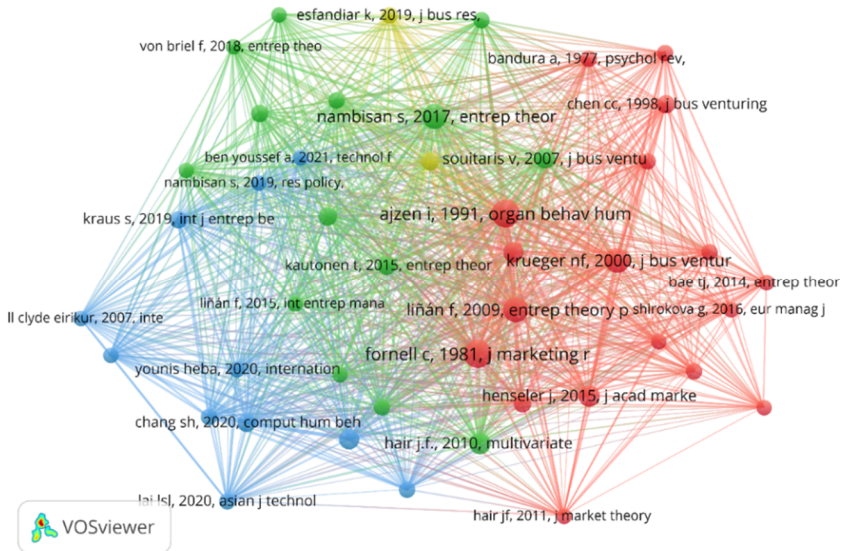 esfandiar k, 2019, j bus res,
von briel f, 2018, entrep theo
bandura a, 1977, psychol rev,
chen cc, 1998, j bus venturing
nambisan s, 2017, entrep theor
ben youssef a, 2021, technol f
souitaris v, 2007, j bus ventu
nambisan s, 2019, res policy,
kraus s, 2019, int j entrep be
ajzen i, 1991, organ behav hum
kautonen t, 2015, entrep theor
krueger nf, 2000, j bus ventur
bae tj, 2014, entrep theor
liñán f, 2015, int entrep mana
liñán f, 2009, entrep theory p
shirokova g, 2016, eur manag j
ll clyde eirikur, 2007, inte
fornell c, 1981, j marketing r
younis heba, 2020, internation
henseler j, 2015, j acad marke
chang sh, 2020, comput hum beh
hair j.f., 2010, multivariate
lai lsl, 2020, asian j technol
hair jf, 2011, j market theory
VOSviewer